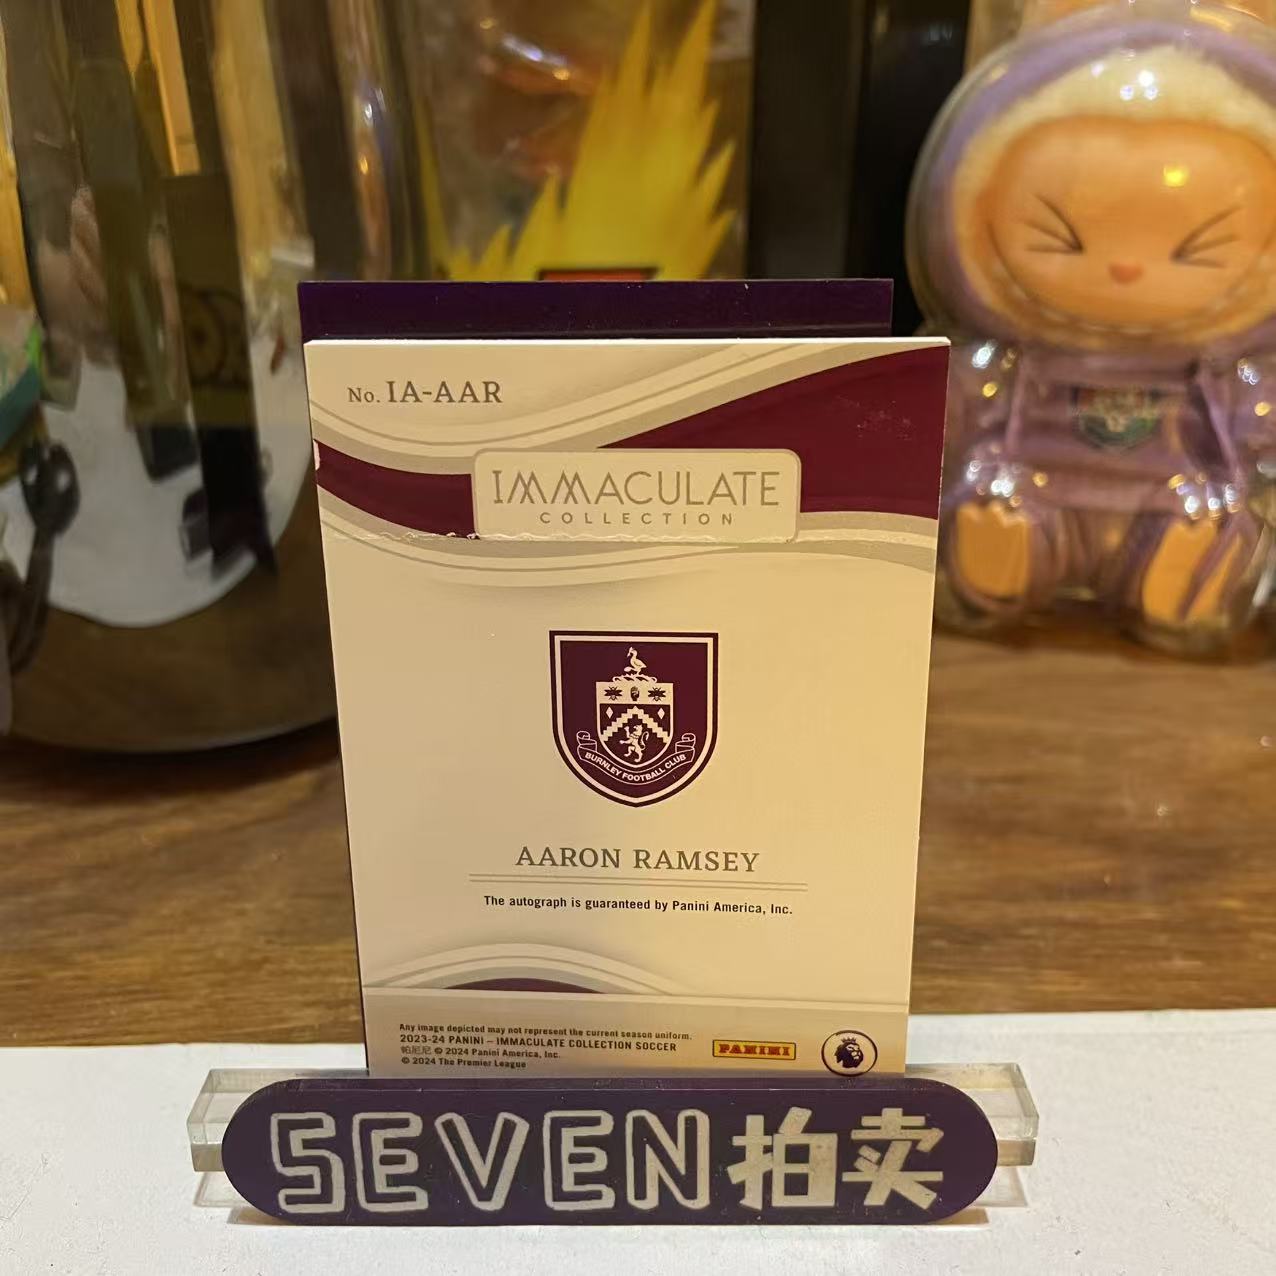 No. IA-AAR
IMMACULATE
COLLECTION
BURNLEY FOOTBALL CLUB
AARON RAMSEY
The autograph is guaranteed by Panini America, Inc.
Any image depicted may not represent the current season uniform.
2023-24 PANINI – IMMACULATE COLLECTION SOCCER
帕尼尼 © 2024 Panini America, Inc.
© 2024 The Premier League
PANINI
SEVEN拍卖